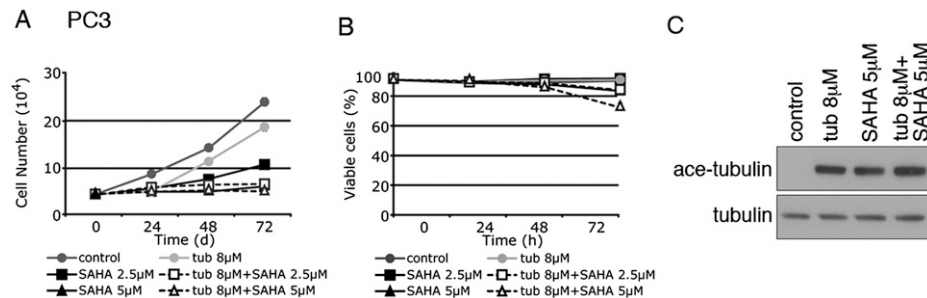 A PC3
Cell Number (10⁴)
30
20
10
0
0 24 48 72
Time (d)
control
tub 8µM
SAHA 2.5µM
tub 8µM+SAHA 2.5µM
SAHA 5µM
tub 8µM+SAHA 5µM
B
Viable cells (%)
100
80
60
40
20
0
0 24 48 72
Time (h)
control
tub 8µM
SAHA 2.5µM
tub 8µM+SAHA 2.5µM
SAHA 5µM
tub 8µM+SAHA 5µM
C
control
tub 8µM
SAHA 5µM
tub 8µM+
SAHA 5µM
ace-tubulin
tubulin